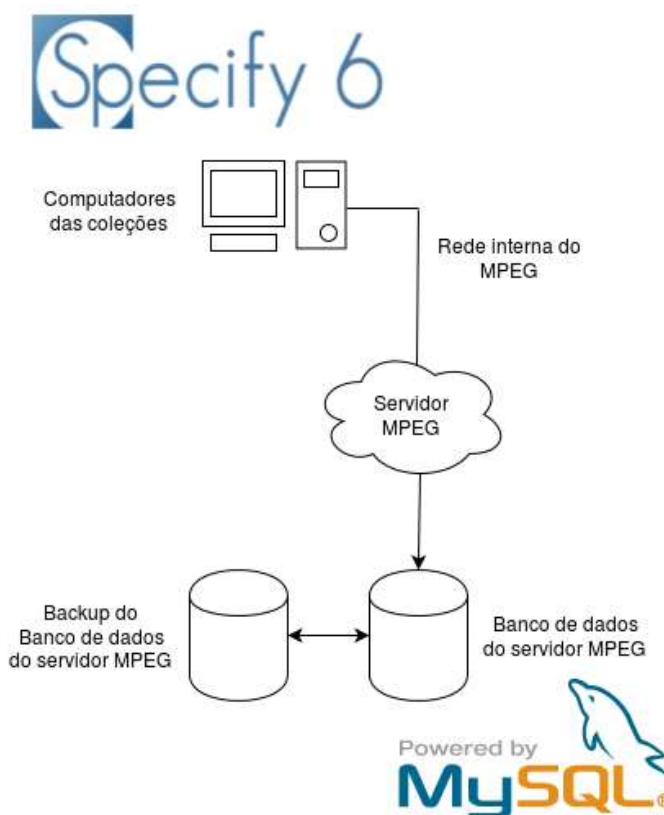 Specify 6
Computadores
das coleções
Rede interna do
MPEG
Servidor
MPEG
Backup do
Banco de dados
do servidor MPEG
Banco de dados
do servidor MPEG
Powered by
MySQL®